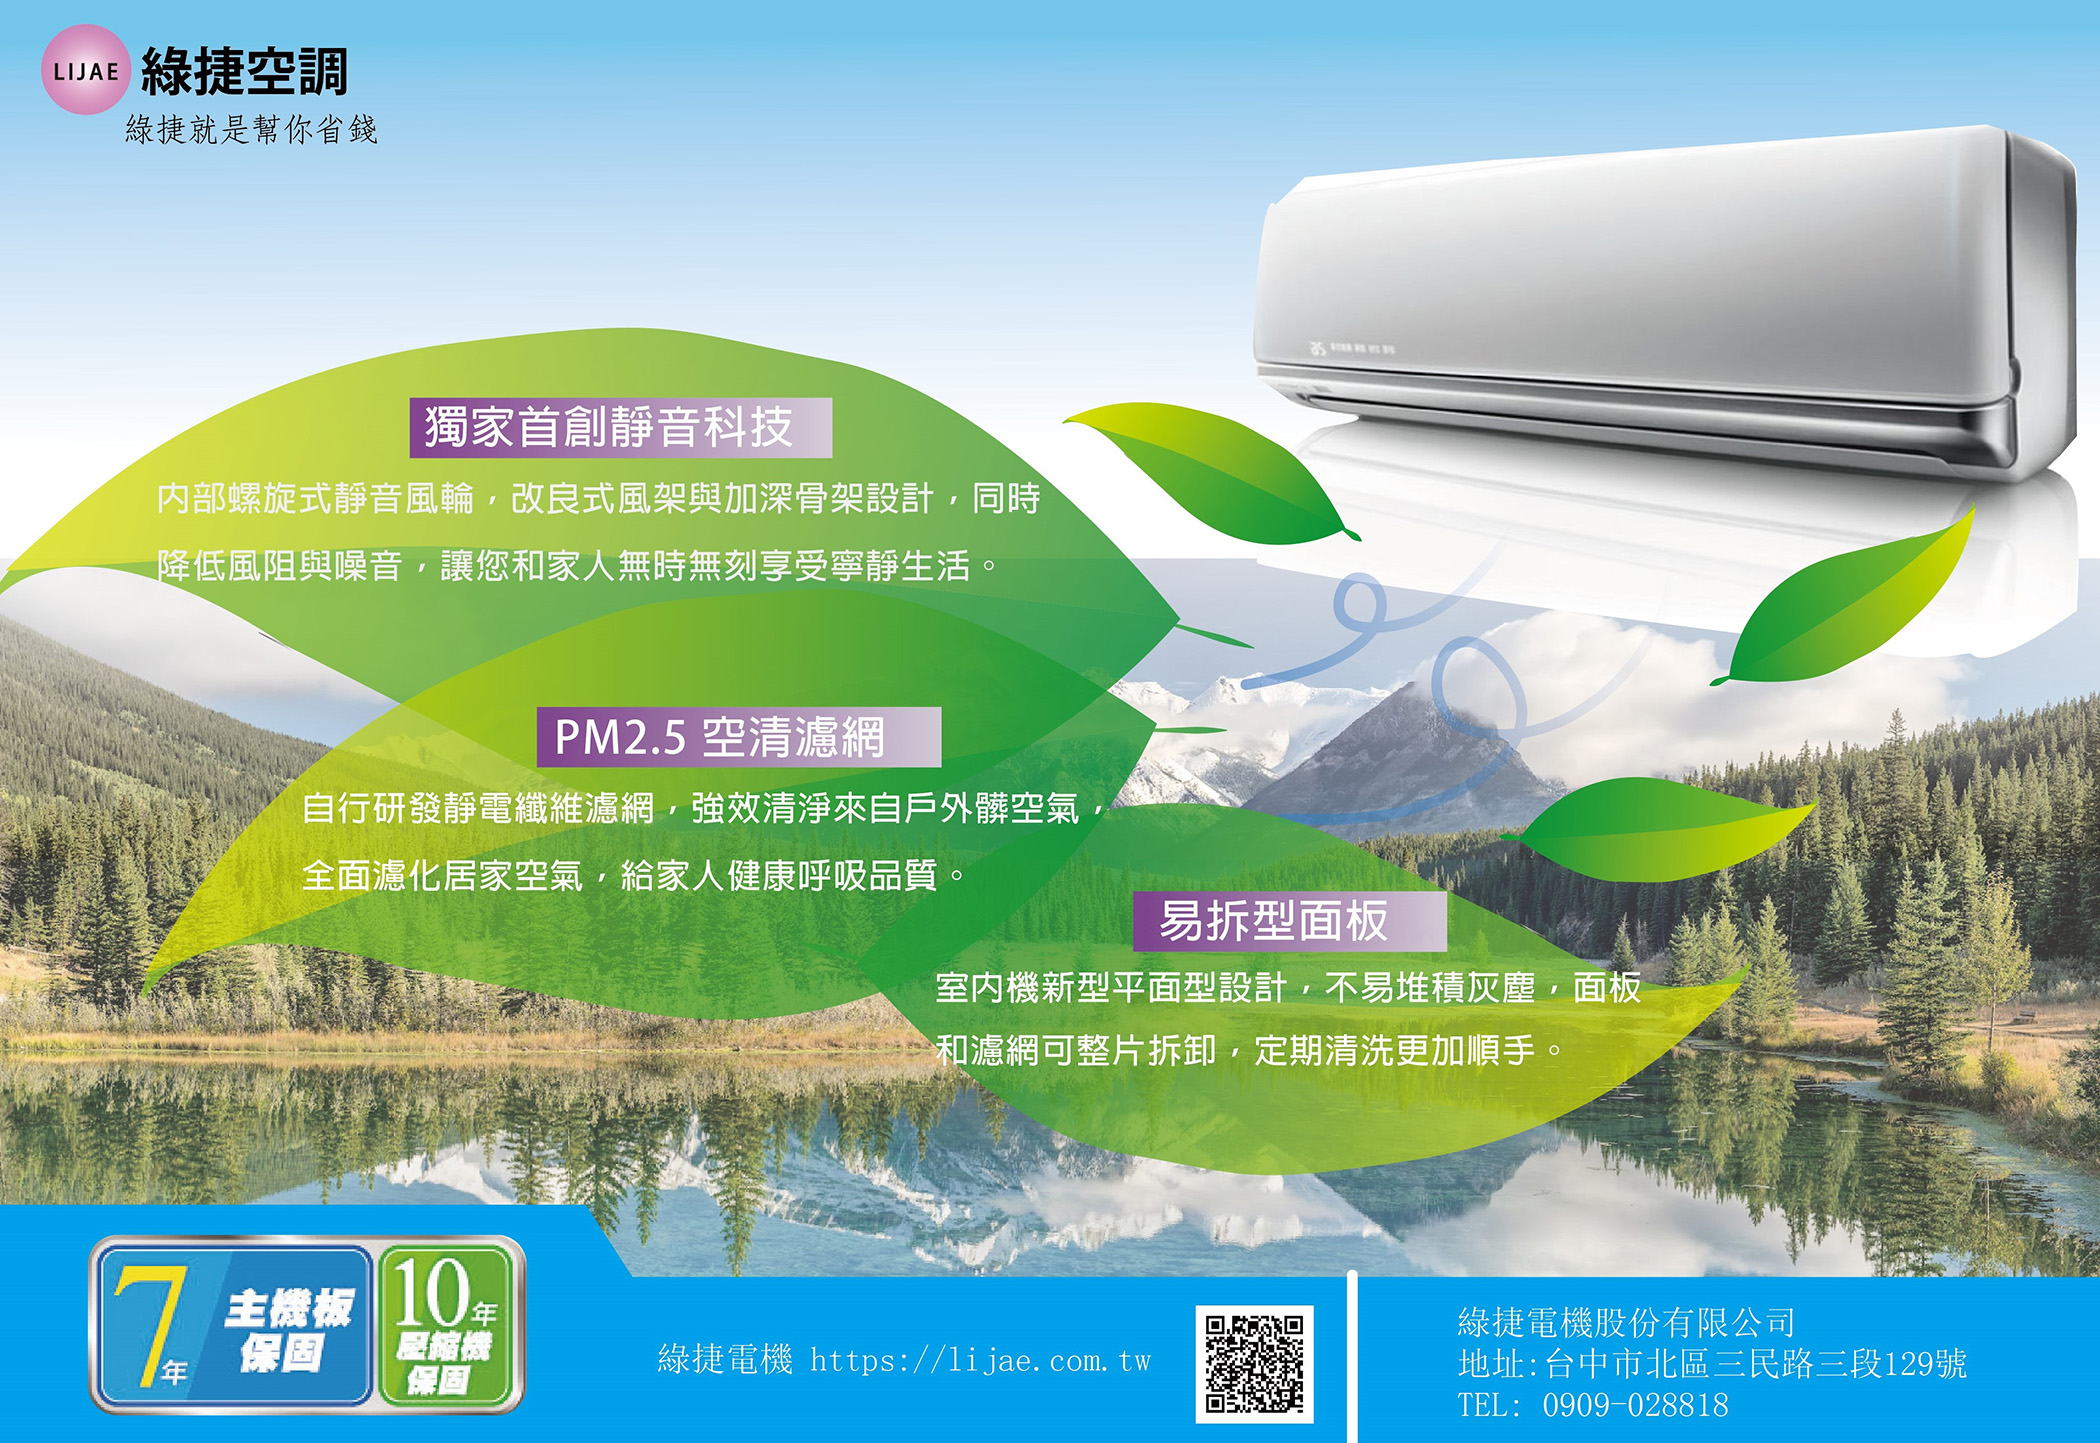 LIJAE 綠捷空調
綠捷就是幫你省錢
獨家首創靜音科技
內部螺旋式靜音風輪，改良式風架與加深骨架設計，同時
降低風阻與噪音，讓您和家人無時無刻享受寧靜生活。
PM2.5 空清濾網
自行研發靜電纖維濾網，強效清淨來自戶外髒空氣，
全面濾化居家空氣，給家人健康呼吸品質。
易拆型面板
室內機新型平面型設計，不易堆積灰塵，面板
和濾網可整片拆卸，定期清洗更加順手。
7年 主機板保固
10年 壓縮機保固
綠捷電機 https://lijae.com.tw
綠捷電機股份有限公司
地址:台中市北區三民路三段129號
TEL: 0909-028818